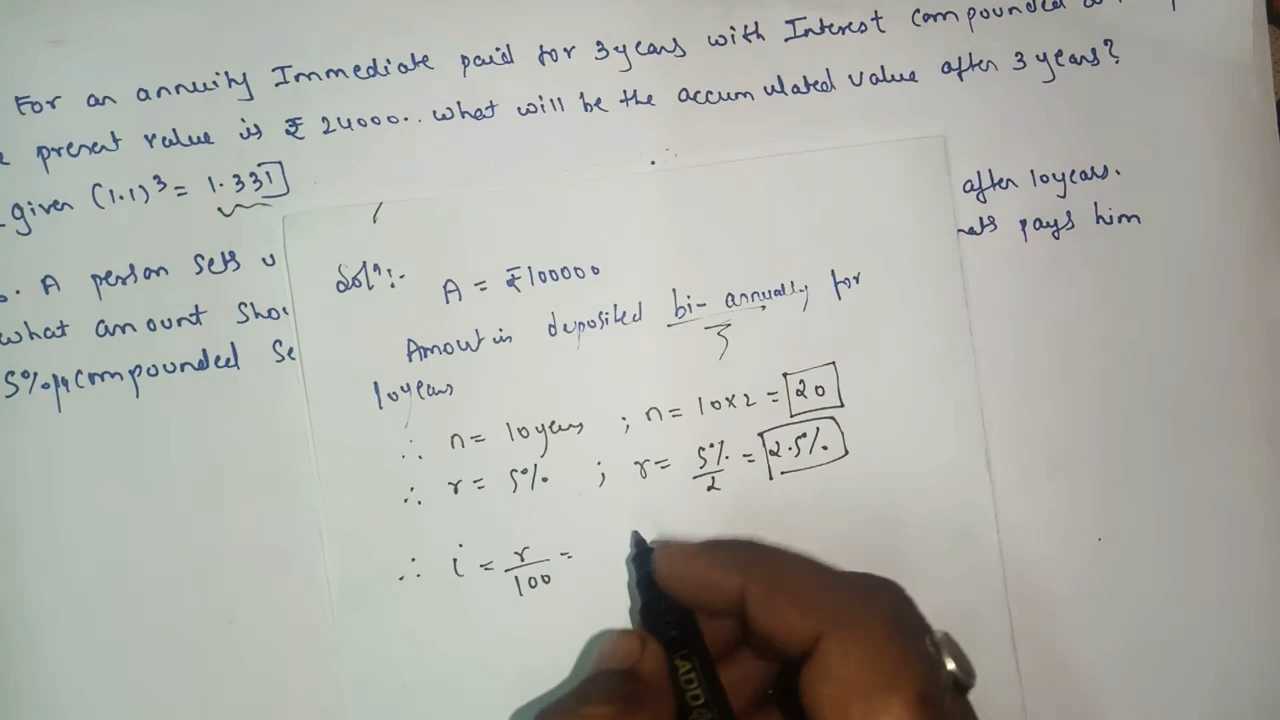 For an annuity Immediate paid for 3 years with Interest compounded
present value is ₹ 24000.. what will be the accumulated value after 3 years?
given (1.1)³ = 1.331]
after 10 years.
A person sets u
pays him
what amount sho
5% compounded Se
Solⁿ:-
A = ₹100000
Amount is deposited bi-annually for
10 years
∴ n = 10 years ; n = 10 × 2 = 20
∴ r = 5% ; r = 5%/2 = 2.5%
∴ i = r/100 =
ADD